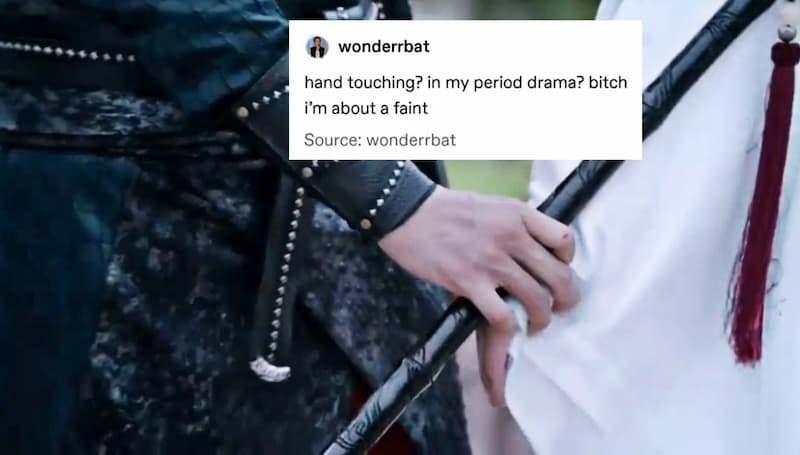 wonderrbat
hand touching? in my period drama? bitch
i'm about a faint
Source: wonderrbat